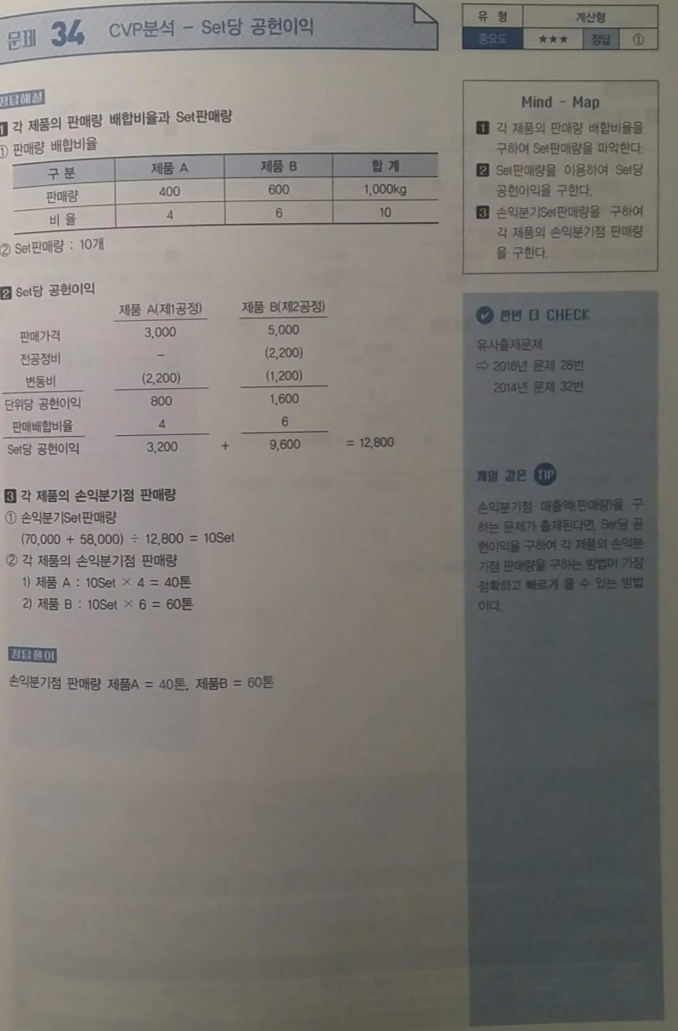 문제 34 CVP분석 - Set당 공헌이익
유 형 계산형
중요도 ★★★ 정답 ①
정답해설
1 각 제품의 판매량 배합비율과 Set판매량
① 판매량 배합비율
구 분 제품 A 제품 B 합 계
판매량 400 600 1,000kg
비 율 4 6 10
② Set판매량 : 10개
2 Set당 공헌이익
제품 A(제1공정) 제품 B(제2공정)
판매가격 3,000 5,000
전공정비 – (2,200)
변동비 (2,200) (1,200)
단위당 공헌이익 800 1,600
판매배합비율 4 6
Set당 공헌이익 3,200 + 9,600 = 12,800
3 각 제품의 손익분기점 판매량
① 손익분기Set판매량
(70,000 + 58,000) ÷ 12,800 = 10Set
② 각 제품의 손익분기점 판매량
1) 제품 A : 10Set × 4 = 40톤
2) 제품 B : 10Set × 6 = 60톤
정답풀이
손익분기점 판매량 제품A = 40톤, 제품B = 60톤
Mind - Map
1 각 제품의 판매량 배합비율을
구하여 Set판매량을 파악한다.
2 Set판매량을 이용하여 Set당
공헌이익을 구한다.
3 손익분기Set판매량을 구하여
각 제품의 손익분기점 판매량
을 구한다.
한번 더 CHECK
유사출제문제
⇨ 2016년 문제 28번
2014년 문제 32번
깨알 같은 TIP
손익분기점 매출액(판매량)을 구
하는 문제가 출제된다면, Set당 공
헌이익을 구하여 각 제품의 손익분
기점 판매량을 구하는 방법이 가장
정확하고 빠르게 풀 수 있는 방법
이다.